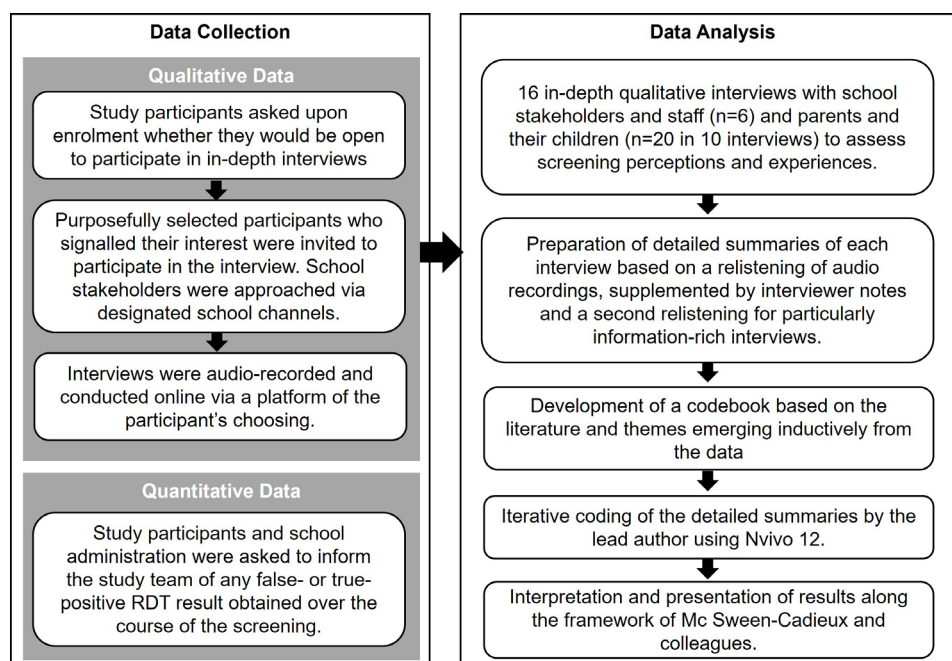 Data Collection
Qualitative Data
Study participants asked upon
enrolment whether they would be open
to participate in in-depth interviews
Purposefully selected participants who
signalled their interest were invited to
participate in the interview. School
stakeholders were approached via
designated school channels.
Interviews were audio-recorded and
conducted online via a platform of the
participant’s choosing.
Quantitative Data
Study participants and school
administration were asked to inform
the study team of any false- or true-
positive RDT result obtained over the
course of the screening.
Data Analysis
16 in-depth qualitative interviews with school
stakeholders and staff (n=6) and parents and
their children (n=20 in 10 interviews) to assess
screening perceptions and experiences.
Preparation of detailed summaries of each
interview based on a relistening of audio
recordings, supplemented by interviewer notes
and a second relistening for particularly
information-rich interviews.
Development of a codebook based on the
literature and themes emerging inductively from
the data
Iterative coding of the detailed summaries by the
lead author using Nvivo 12.
Interpretation and presentation of results along
the framework of Mc Sween-Cadieux and
colleagues.